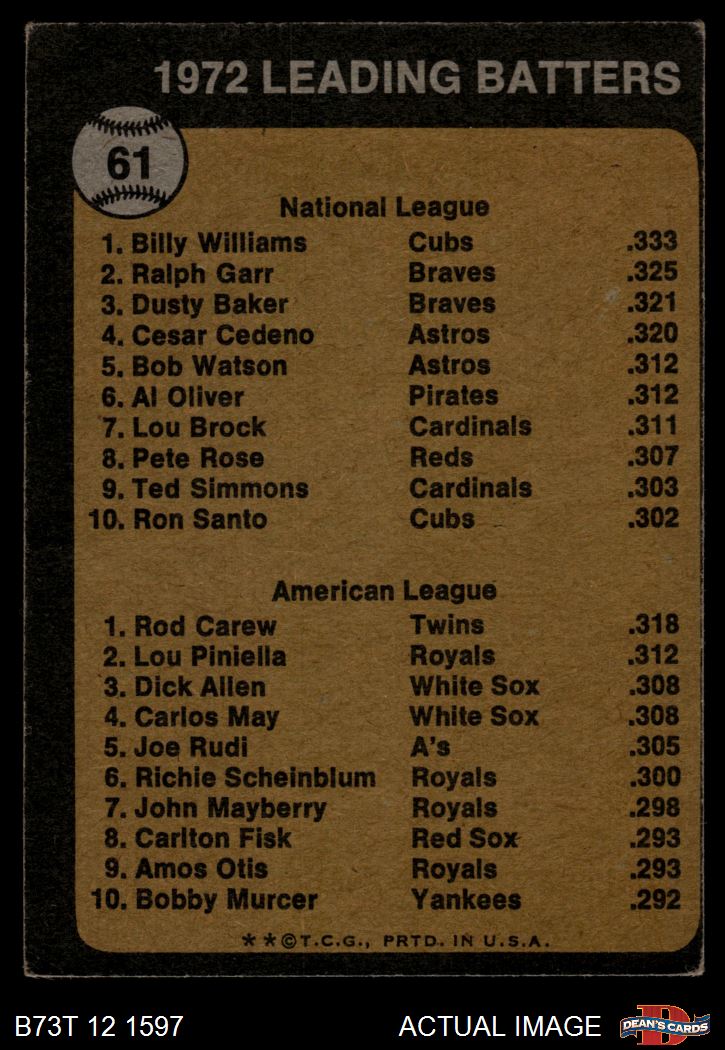 1972 LEADING BATTERS
61
National League
1. Billy Williams Cubs .333
2. Ralph Garr Braves .325
3. Dusty Baker Braves .321
4. Cesar Cedeno Astros .320
5. Bob Watson Astros .312
6. Al Oliver Pirates .312
7. Lou Brock Cardinals .311
8. Pete Rose Reds .307
9. Ted Simmons Cardinals .303
10. Ron Santo Cubs .302
American League
1. Rod Carew Twins .318
2. Lou Piniella Royals .312
3. Dick Allen White Sox .308
4. Carlos May White Sox .308
5. Joe Rudi A's .305
6. Richie Scheinblum Royals .300
7. John Mayberry Royals .298
8. Carlton Fisk Red Sox .293
9. Amos Otis Royals .293
10. Bobby Murcer Yankees .292
**©T.C.G., PRTD. IN U.S.A.
B73T 12 1597 ACTUAL IMAGE D DEAN'S CARDS